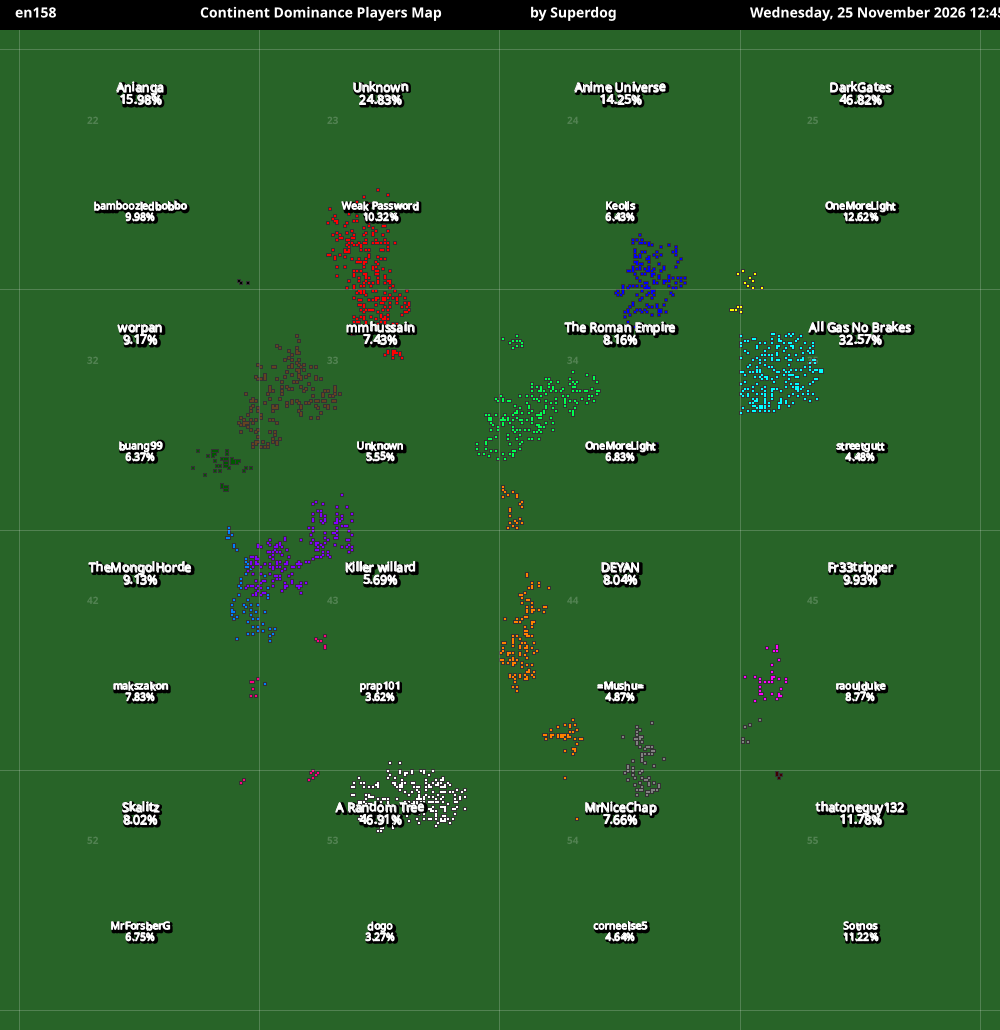 en158 Continent Dominance Players Map by Superdog Wednesday, 25 November 2026 12:45
Anlanga Unknown Anime Universe DarkGates
15.98% 24.83% 14.25% 46.82%
22 23 24 25
bamboozledbobbo Weak Password Keolis OneMoreLight
9.98% 10.32% 6.43% 12.62%
worpan mmhussain The Roman Empire All Gas No Brakes
9.17% 7.43% 8.16% 32.57%
32 33 34
buang99 Unknown OneMoreLight streetgutt
6.37% 5.55% 6.83% 4.48%
TheMongolHorde Killer willard DEYAN Fr33tripper
9.13% 5.69% 8.04% 9.93%
42 43 44 45
makszakon prap101 =Mushu= raoulduke
7.83% 3.62% 4.87% 8.77%
Skalitz A Random Tree MrNiceChap thatoneguy132
8.02% 46.91% 7.66% 11.78%
52 53 54 55
MrForsberG dogo corneelse5 Somos
6.75% 3.27% 4.64% 11.22%